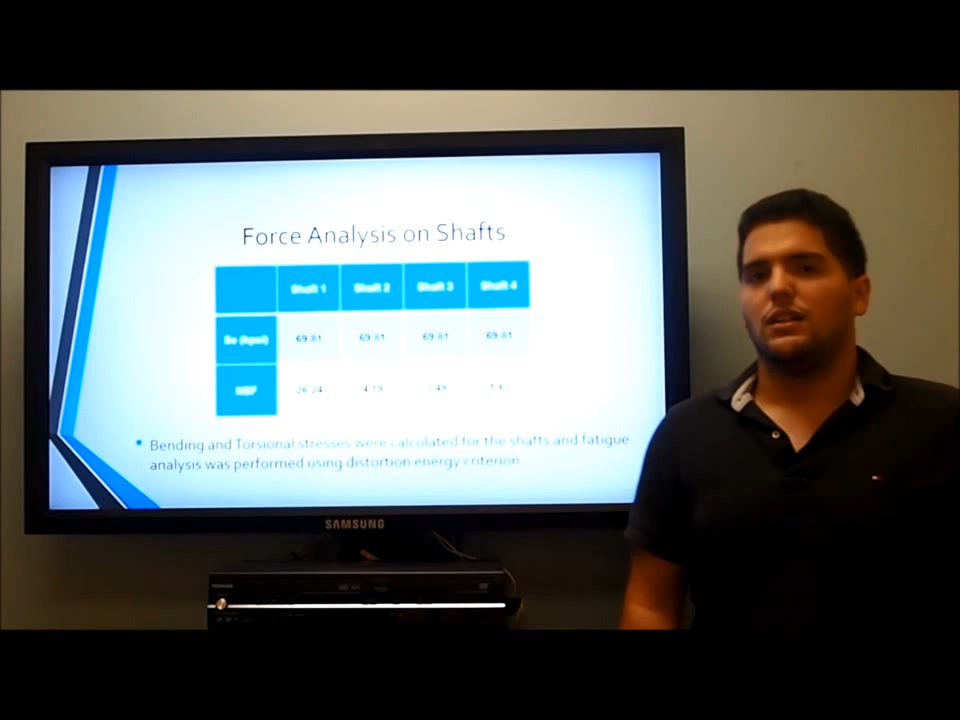 Force Analysis on Shafts
Shaft 1 Shaft 2 Shaft 3 Shaft 4
Se (kpsi) 69.81 69.81 69.81 69.81
NSF 26.24 4.19
• Bending and Torsional stresses were calculated for the shafts and fatigue
analysis was performed using distortion energy criterion
SAMSUNG
TOSHIBA